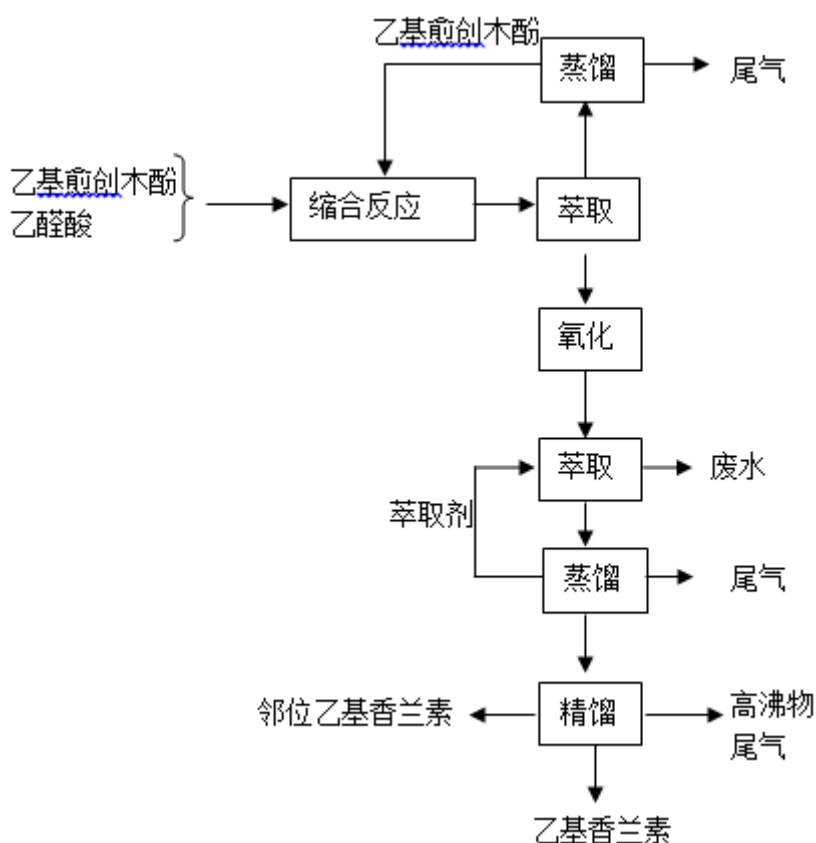 乙基愈创木酚
蒸馏
尾气
乙基愈创木酚
乙醛酸
缩合反应
萃取
氧化
萃取
废水
萃取剂
蒸馏
尾气
邻位乙基香兰素
精馏
高沸物
尾气
乙基香兰素